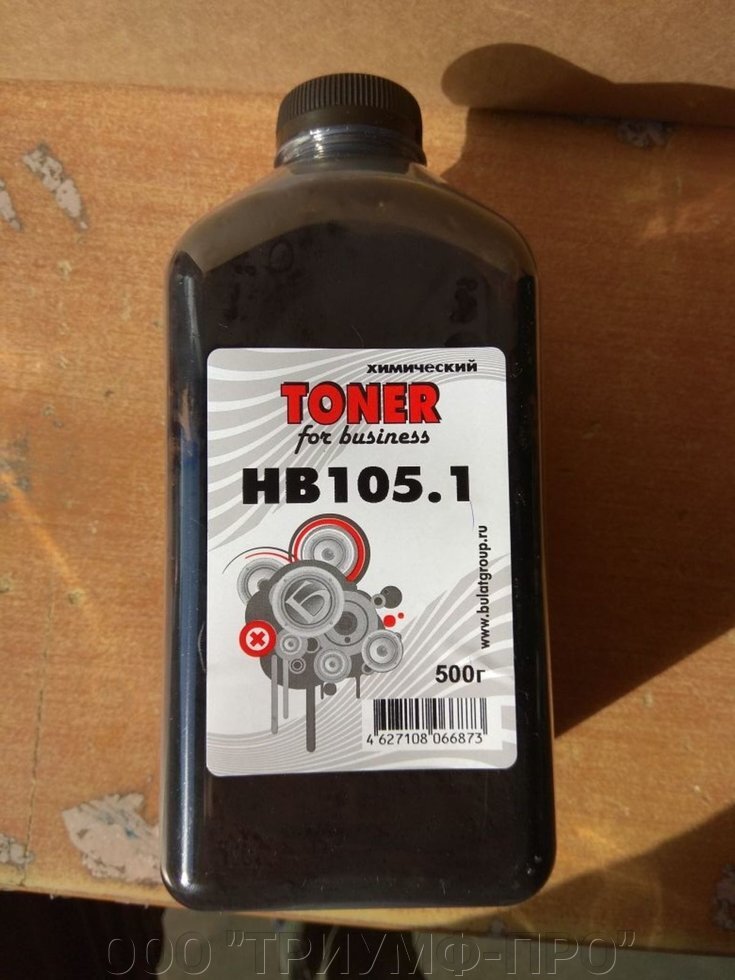 химический
TONER
for business
HB105.1
www.bulatgroup.ru
500г
4 627108 066873
ООО "ТРИУМФ-ПРО"